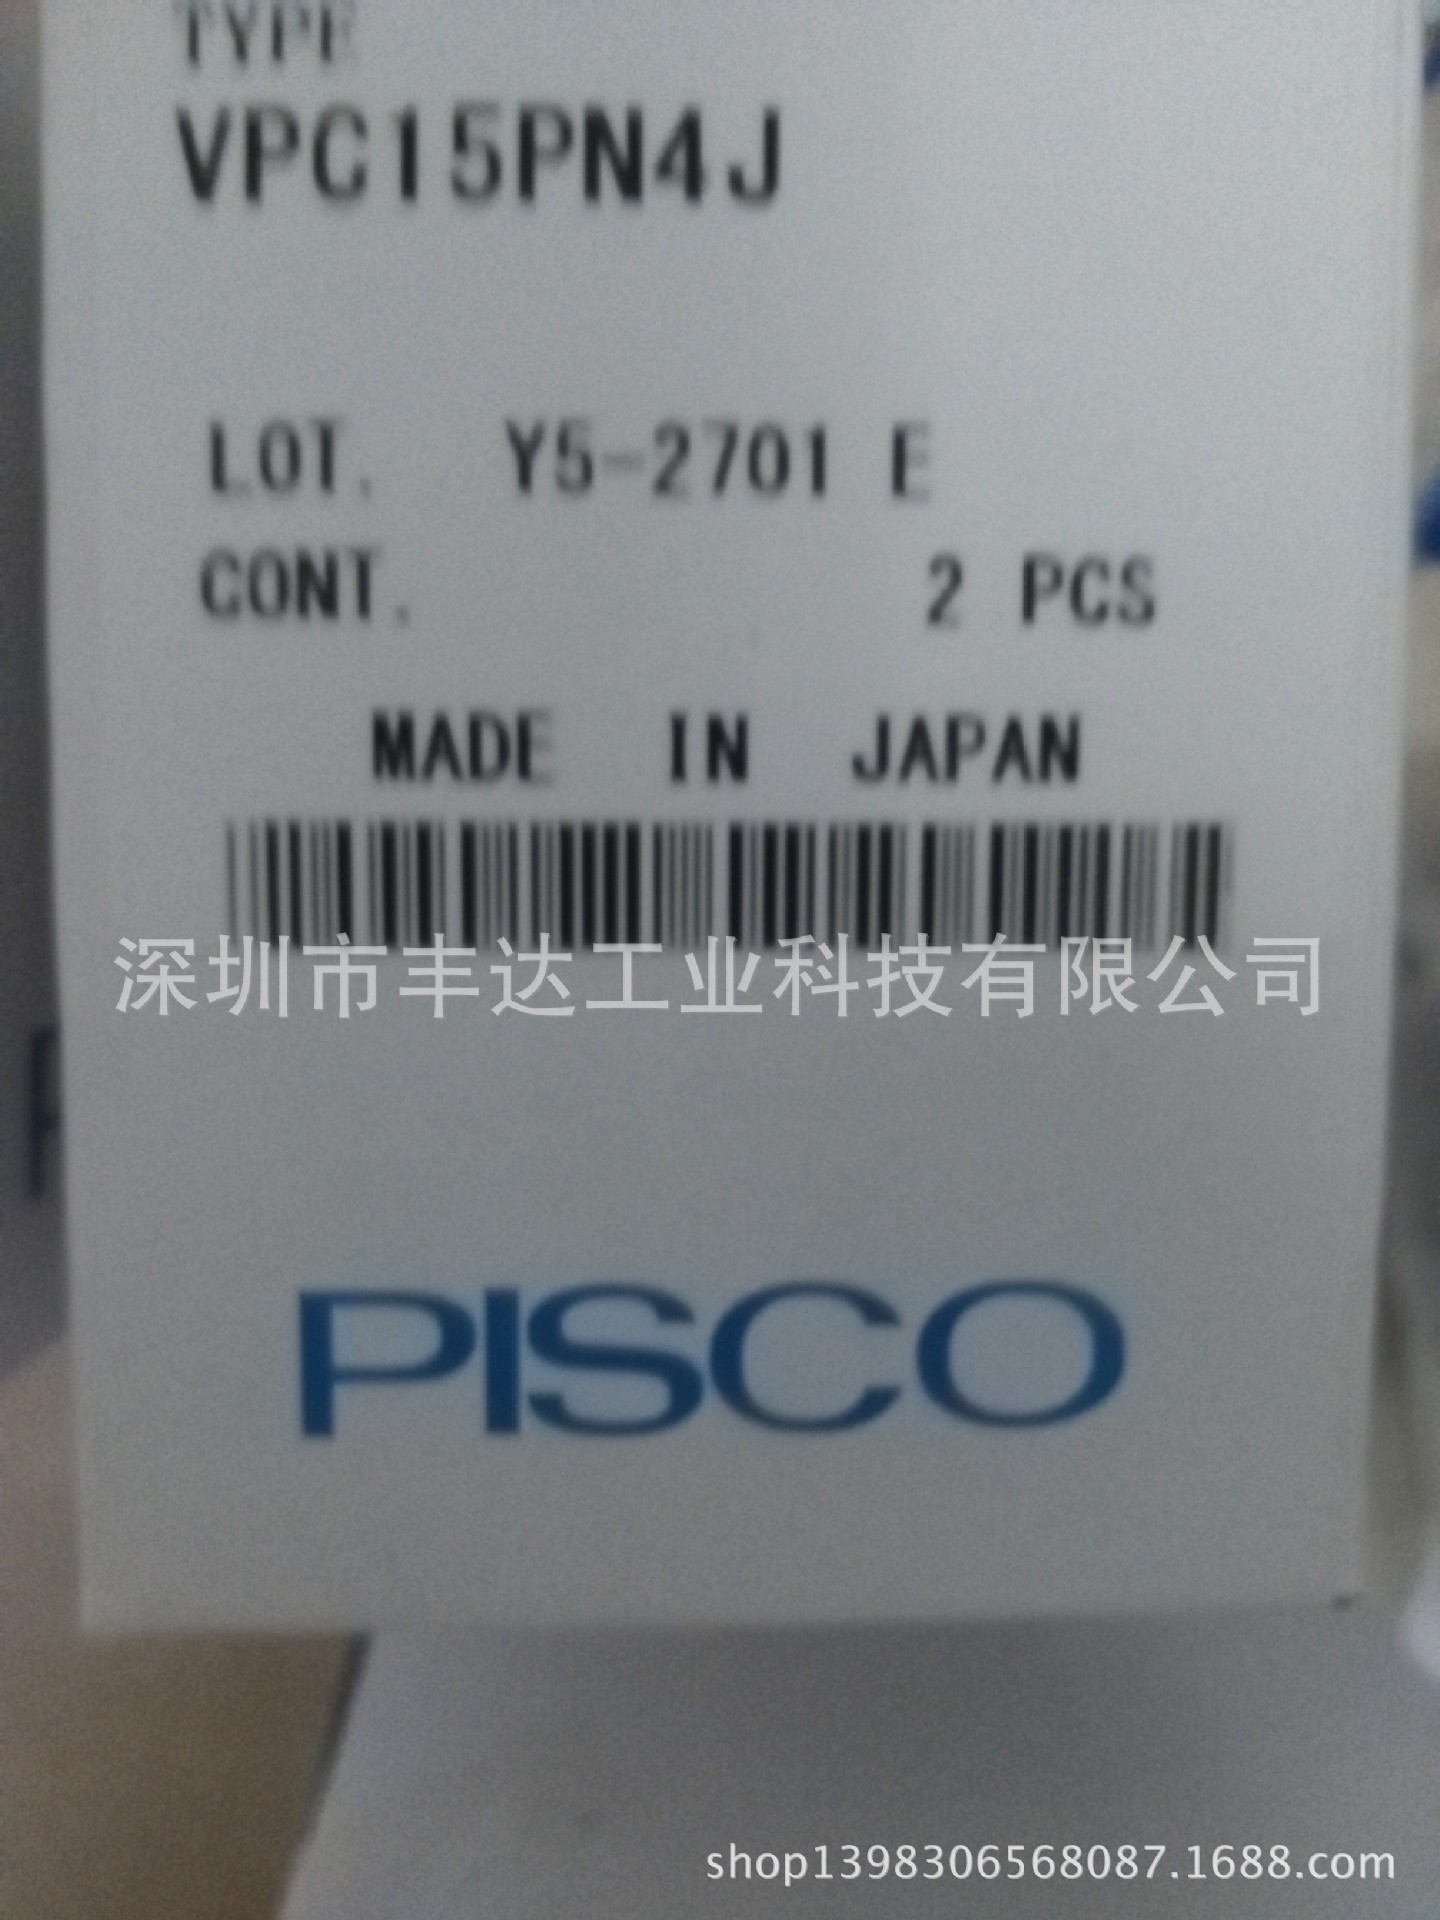 TYPE
VPC15PN4J
LOT. Y5-2701 E
CONT. 2 PCS
MADE IN JAPAN
深圳市丰达工业科技有限公司
PISCO
shop1398306568087.1688.com